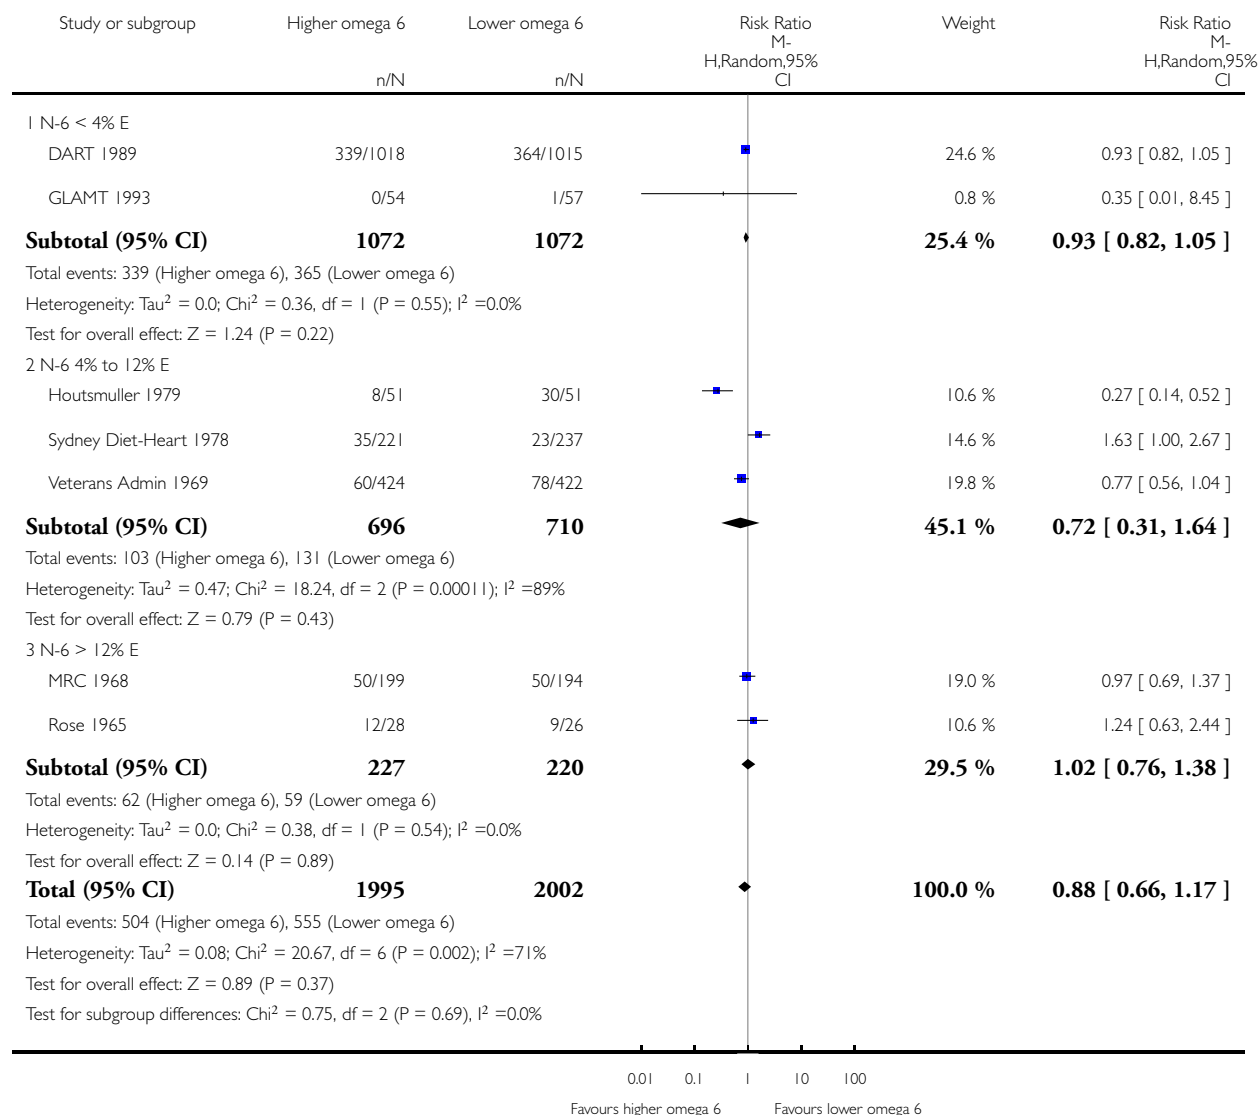 Study or subgroup Higher omega 6 Lower omega 6 Risk Ratio Weight Risk Ratio
M- M-
H,Random,95% H,Random,95%
n/N n/N CI CI
1 N-6 < 4% E
DART 1989 339/1018 364/1015 24.6 % 0.93 [ 0.82, 1.05 ]
GLAMT 1993 0/54 1/57 0.8 % 0.35 [ 0.01, 8.45 ]
Subtotal (95% CI) 1072 1072 25.4 % 0.93 [ 0.82, 1.05 ]
Total events: 339 (Higher omega 6), 365 (Lower omega 6)
Heterogeneity: Tau² = 0.0; Chi² = 0.36, df = 1 (P = 0.55); I² =0.0%
Test for overall effect: Z = 1.24 (P = 0.22)
2 N-6 4% to 12% E
Houtsmuller 1979 8/51 30/51 10.6 % 0.27 [ 0.14, 0.52 ]
Sydney Diet-Heart 1978 35/221 23/237 14.6 % 1.63 [ 1.00, 2.67 ]
Veterans Admin 1969 60/424 78/422 19.8 % 0.77 [ 0.56, 1.04 ]
Subtotal (95% CI) 696 710 45.1 % 0.72 [ 0.31, 1.64 ]
Total events: 103 (Higher omega 6), 131 (Lower omega 6)
Heterogeneity: Tau² = 0.47; Chi² = 18.24, df = 2 (P = 0.00011); I² =89%
Test for overall effect: Z = 0.79 (P = 0.43)
3 N-6 > 12% E
MRC 1968 50/199 50/194 19.0 % 0.97 [ 0.69, 1.37 ]
Rose 1965 12/28 9/26 10.6 % 1.24 [ 0.63, 2.44 ]
Subtotal (95% CI) 227 220 29.5 % 1.02 [ 0.76, 1.38 ]
Total events: 62 (Higher omega 6), 59 (Lower omega 6)
Heterogeneity: Tau² = 0.0; Chi² = 0.38, df = 1 (P = 0.54); I² =0.0%
Test for overall effect: Z = 0.14 (P = 0.89)
Total (95% CI) 1995 2002 100.0 % 0.88 [ 0.66, 1.17 ]
Total events: 504 (Higher omega 6), 555 (Lower omega 6)
Heterogeneity: Tau² = 0.08; Chi² = 20.67, df = 6 (P = 0.002); I² =71%
Test for overall effect: Z = 0.89 (P = 0.37)
Test for subgroup differences: Chi² = 0.75, df = 2 (P = 0.69), I² =0.0%
0.01 0.1 1 10 100
Favours higher omega 6 Favours lower omega 6